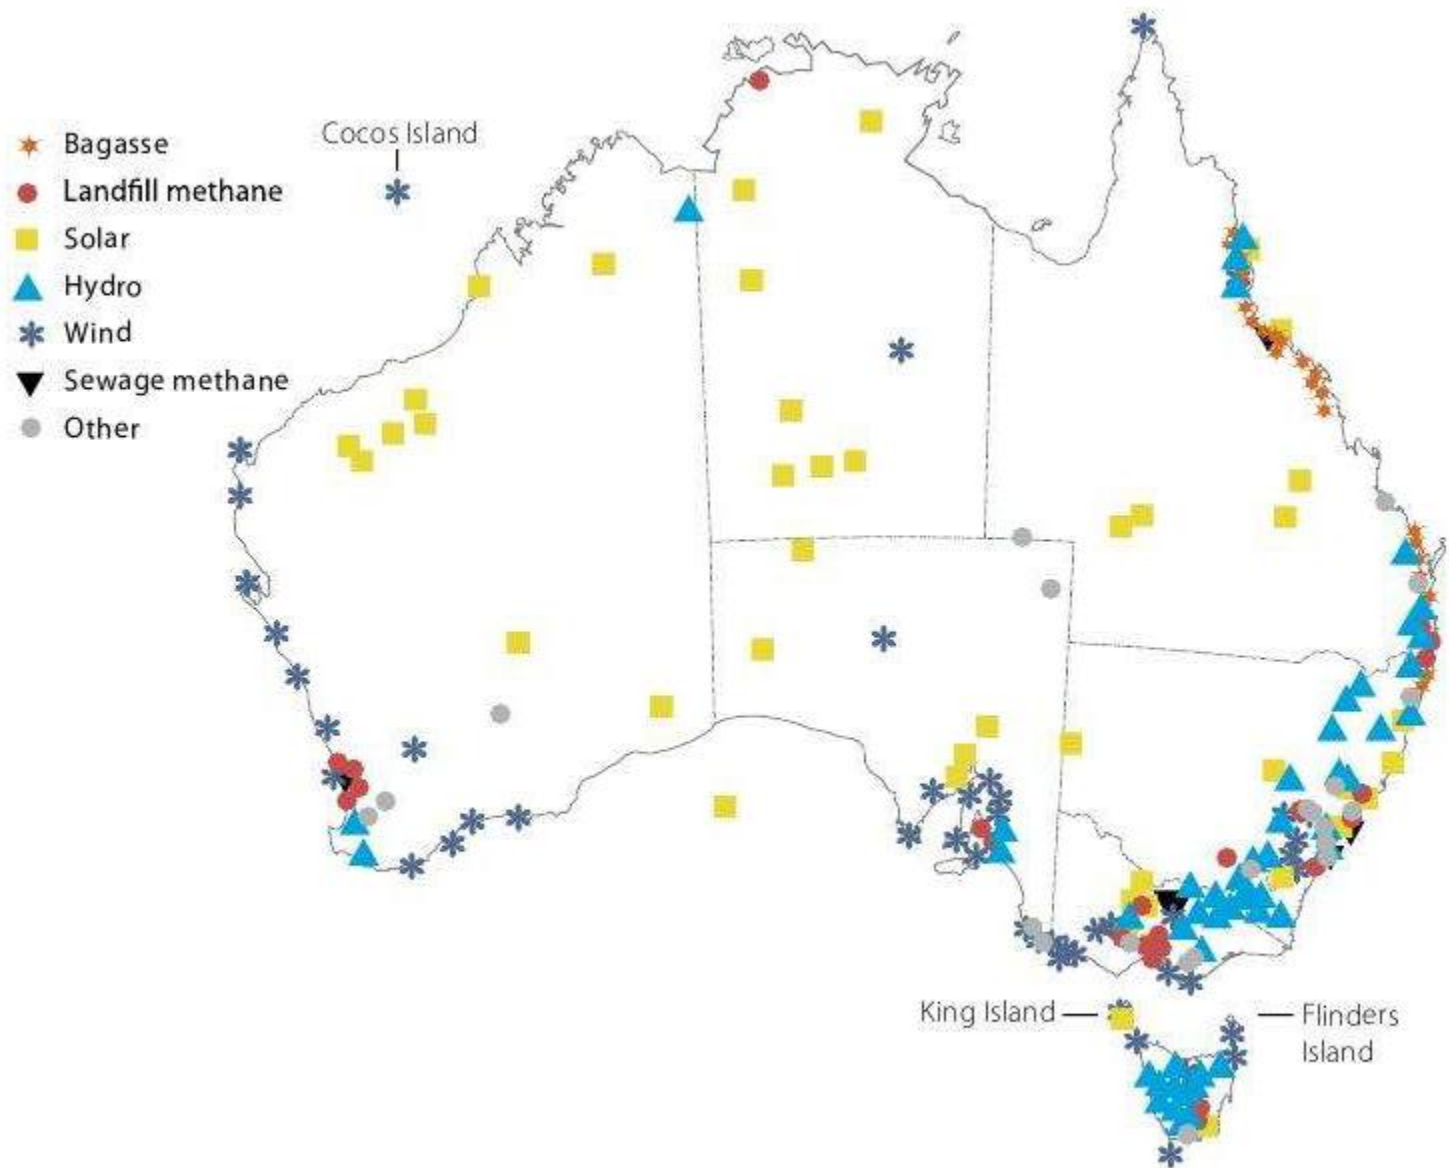 Cocos Island
Bagasse
Landfill methane
Solar
Hydro
Wind
Sewage methane
Other
King Island
Flinders
Island